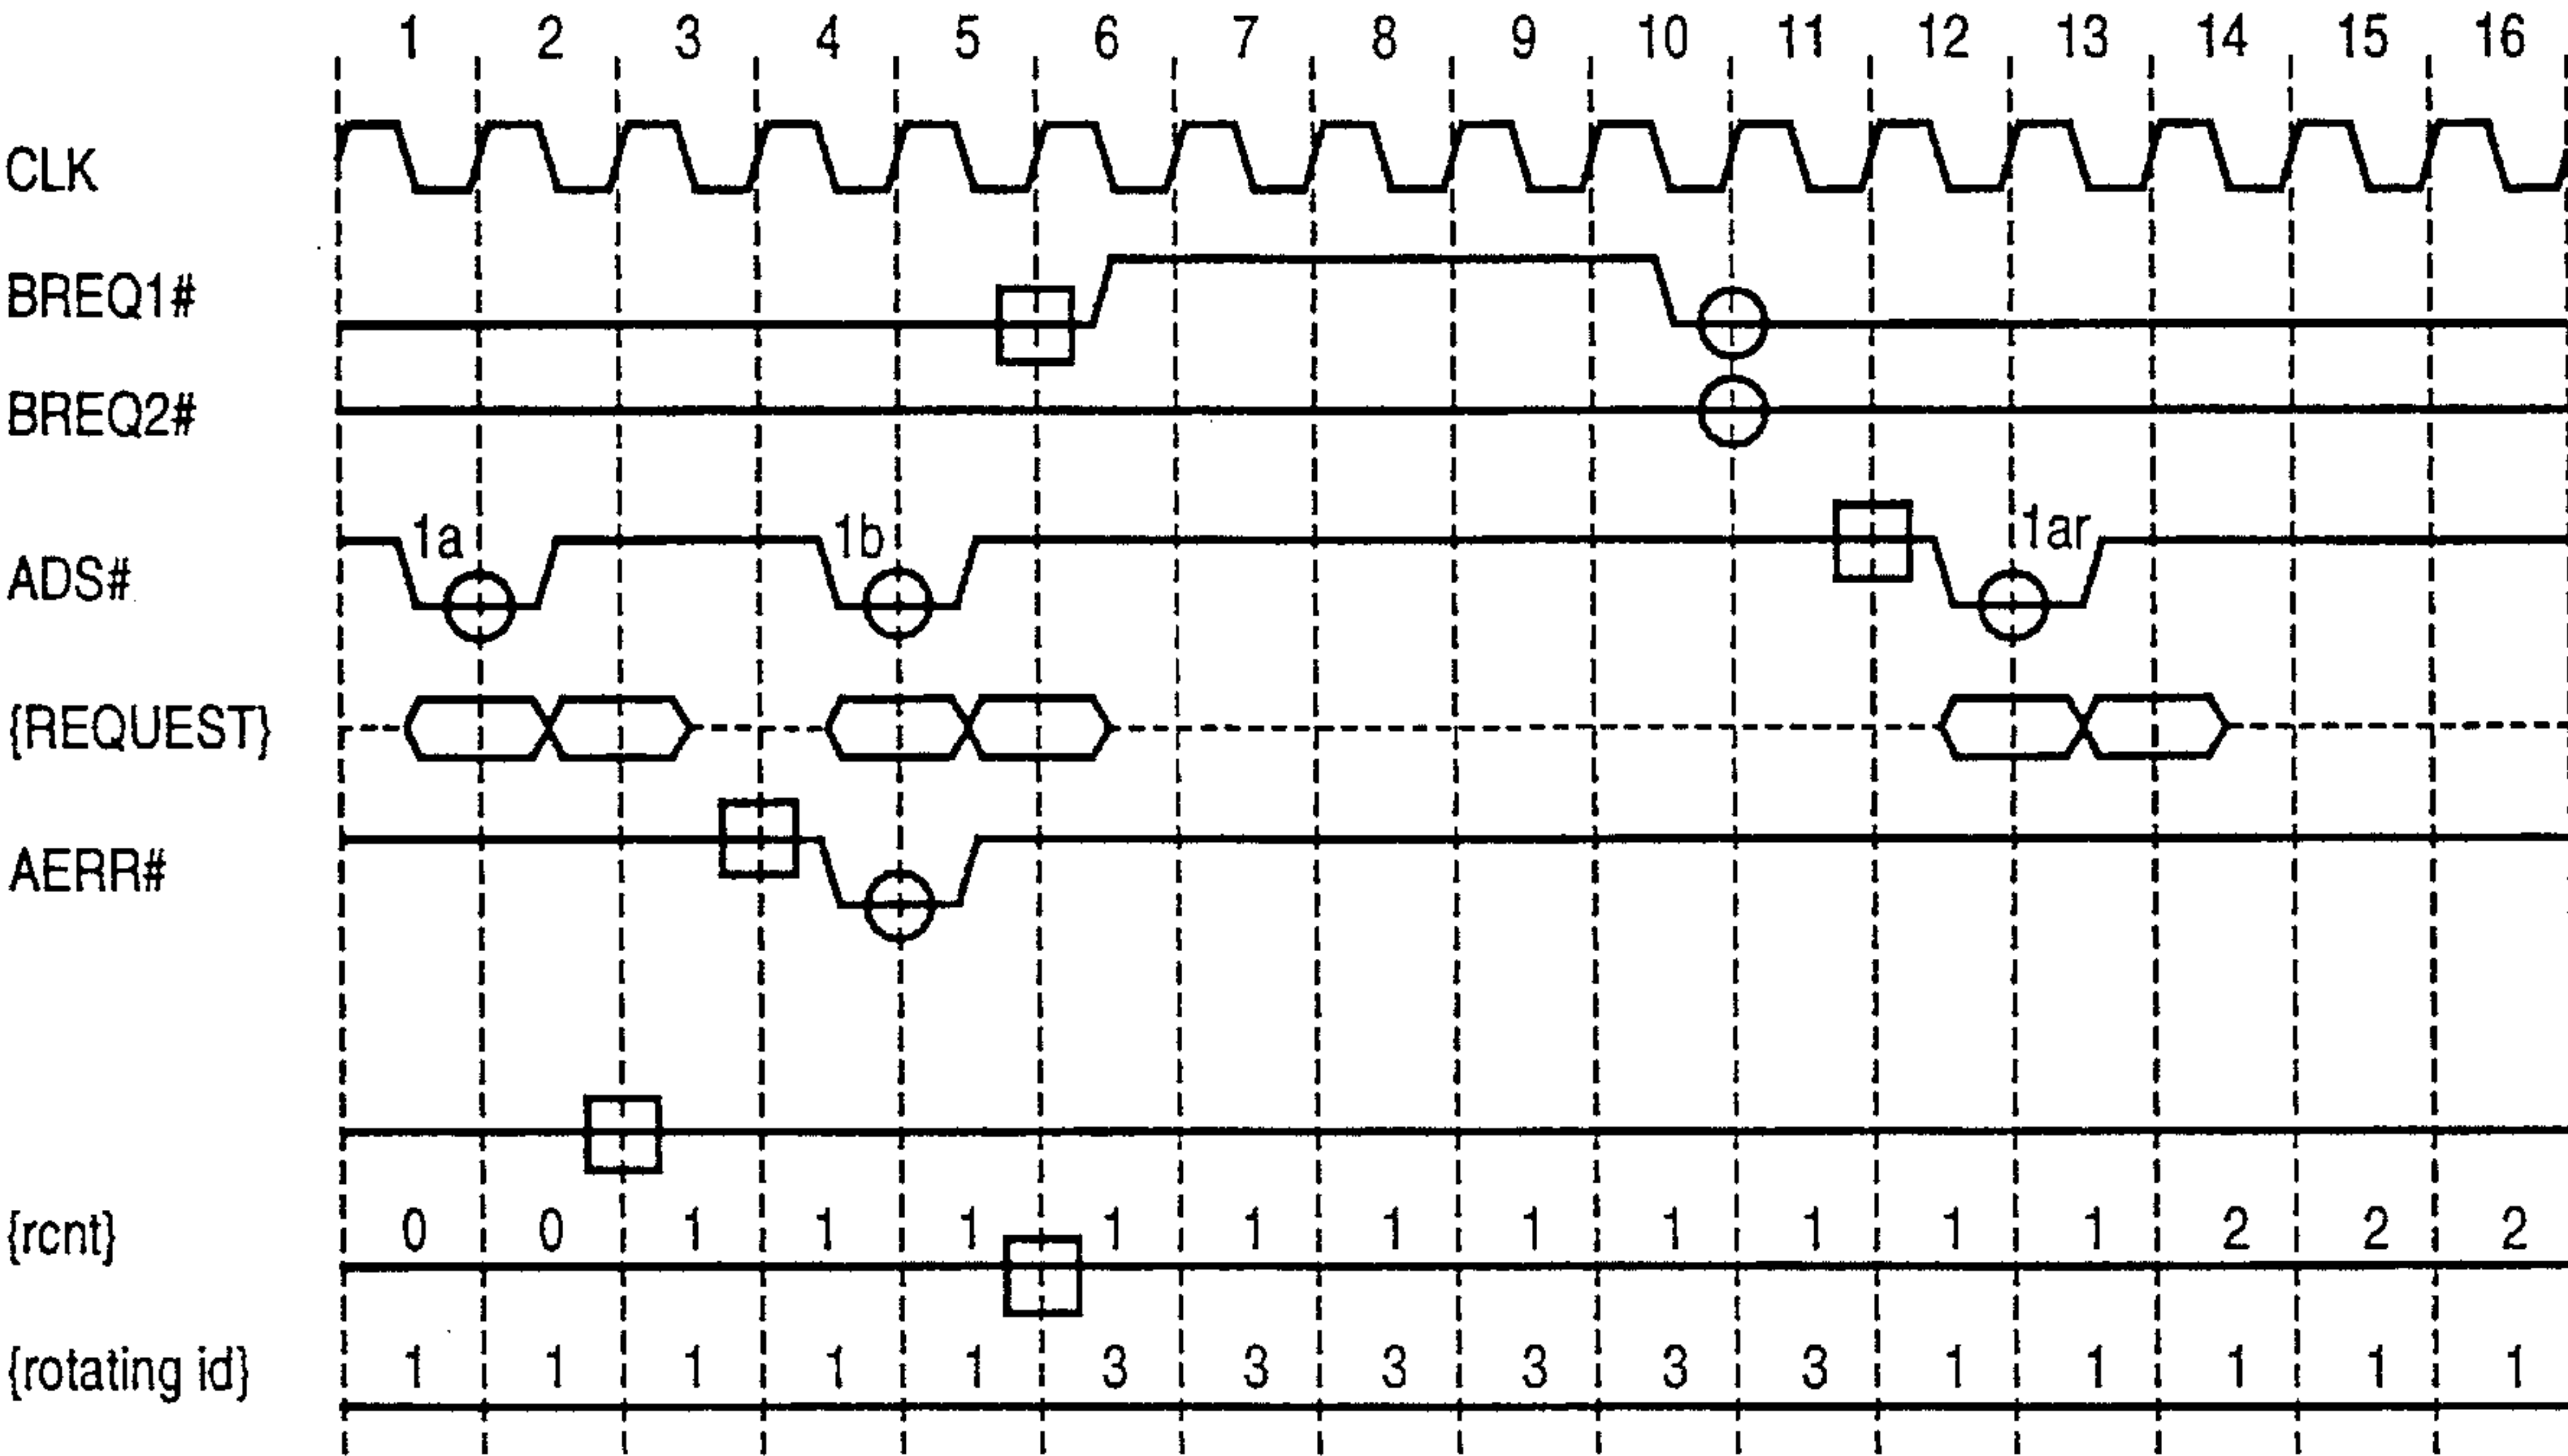 1 2 3 4 5 6 7 8 9 10 11 12 13 14 15 16
CLK
BREQ1#
BREQ2#
1a 1b 1ar
ADS#
{REQUEST}
AERR#
{rcnt} 0 0 1 1 1 1 1 1 1 1 1 1 1 2 2 2
{rotating id} 1 1 1 1 1 3 3 3 3 3 3 1 1 1 1 1